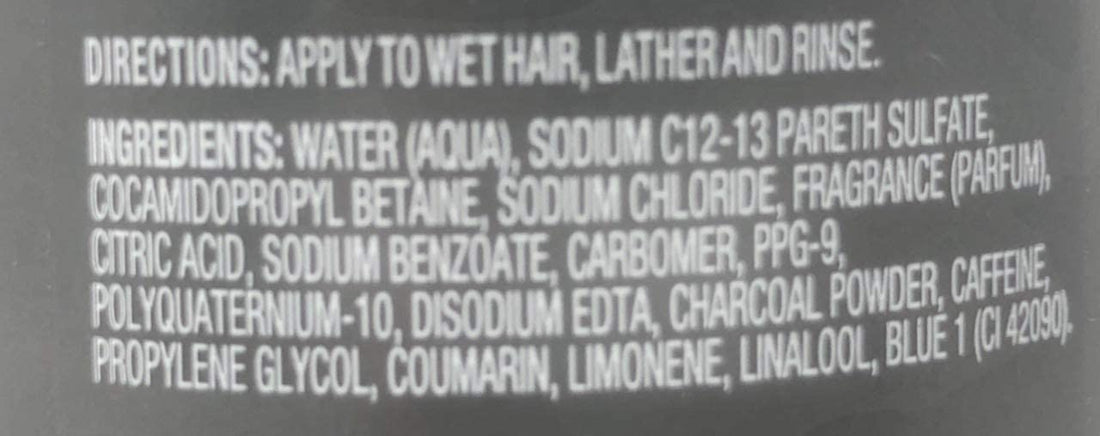 DIRECTIONS: APPLY TO WET HAIR, LATHER AND RINSE.
INGREDIENTS: WATER (AQUA), SODIUM C12-13 PARETH SULFATE,
COCAMIDOPROPYL BETAINE, SODIUM CHLORIDE, FRAGRANCE (PARFUM),
CITRIC ACID, SODIUM BENZOATE, CARBOMER, PPG-9,
POLYQUATERNIUM-10, DISODIUM EDTA, CHARCOAL POWDER, CAFFEINE,
PROPYLENE GLYCOL, COUMARIN, LIMONENE, LINALOOL, BLUE 1 (CI 42090).